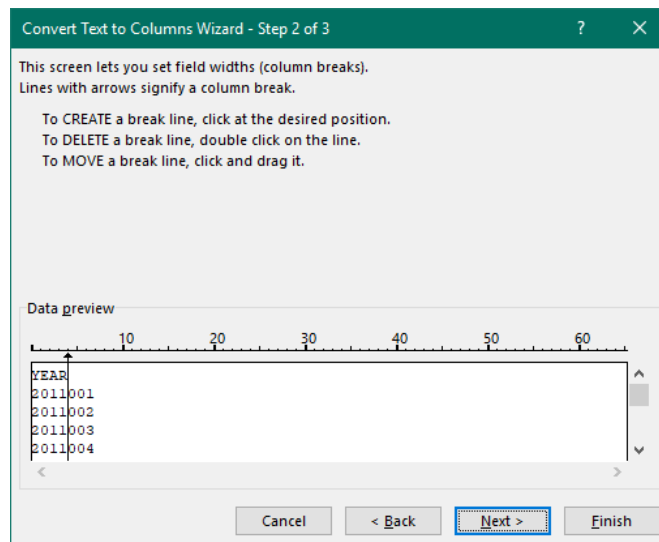 Convert Text to Columns Wizard - Step 2 of 3 ? ×
This screen lets you set field widths (column breaks).
Lines with arrows signify a column break.
To CREATE a break line, click at the desired position.
To DELETE a break line, double click on the line.
To MOVE a break line, click and drag it.
Data preview
10 20 30 40 50 60
YEAR
2011001
2011002
2011003
2011004
Cancel < Back Next > Finish